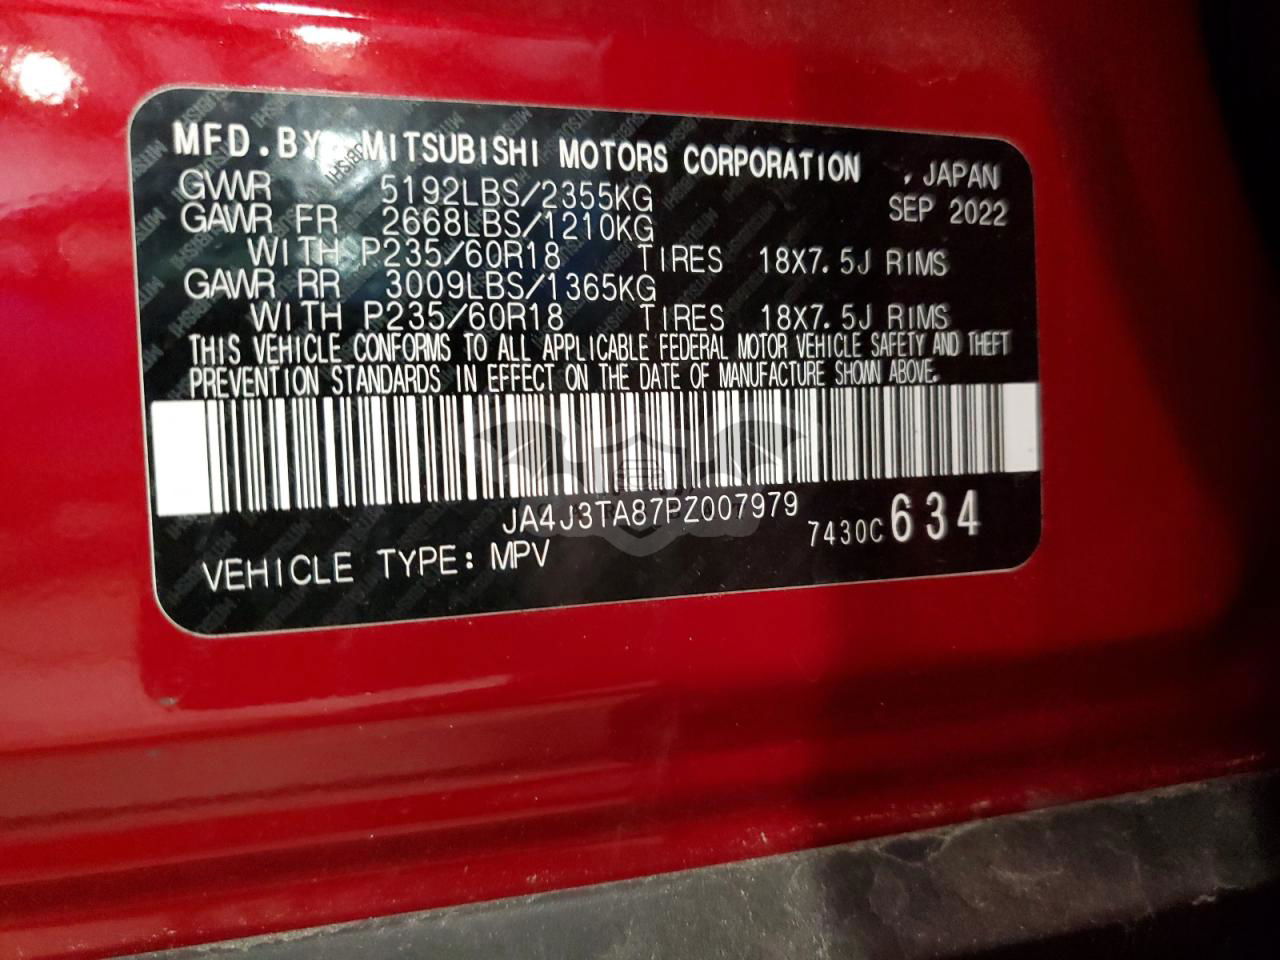 MFD.BY MITSUBISHI MOTORS CORPORATION , JAPAN
GVWR 5192LBS/2355KG SEP 2022
GAWR FR 2668LBS/1210KG
WITH P235/60R18 TIRES 18X7.5J RIMS
GAWR RR 3009LBS/1365KG
WITH P235/60R18 TIRES 18X7.5J RIMS
THIS VEHICLE CONFORMS TO ALL APPLICABLE FEDERAL MOTOR VEHICLE SAFETY AND THEFT
PREVENTION STANDARDS IN EFFECT ON THE DATE OF MANUFACTURE SHOWN ABOVE.
JA4J3TA87PZ007979 7430C 634
VEHICLE TYPE: MPV